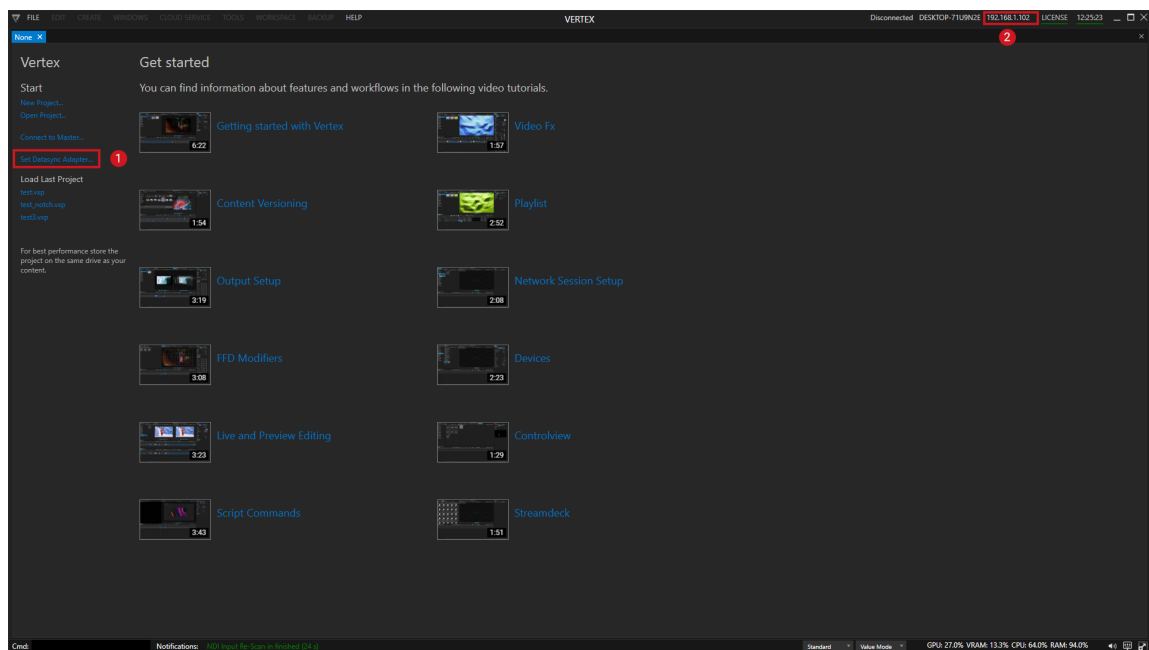 FILE EDIT CREATE WINDOWS CLOUD SERVICE TOOLS WORKSPACE BACKUP HELP VERTEX Disconnected DESKTOP-71U9N2E 192.168.1.102 LICENSE 12:25:23
None ×
2
Vertex
Start
New Project...
Open Project...
Connect to Master...
Set Datasync Adapter...
1
Load Last Project
test.vxp
test_notch.vxp
test3.vxp
For best performance store the
project on the same drive as your
content.
Get started
You can find information about features and workflows in the following video tutorials.
6:22
Getting started with Vertex
1:57
Video Fx
1:54
Content Versioning
2:52
Playlist
3:19
Output Setup
2:08
Network Session Setup
3:08
FFD Modifiers
2:23
Devices
3:23
Live and Preview Editing
1:29
Controlview
3:43
Script Commands
1:51
Streamdeck
Cmd: Notifications: NDI Input Re-Scan in finished (24 s) Standard Value Mode GPU: 27.0% VRAM: 13.3% CPU: 64.0% RAM: 94.0%